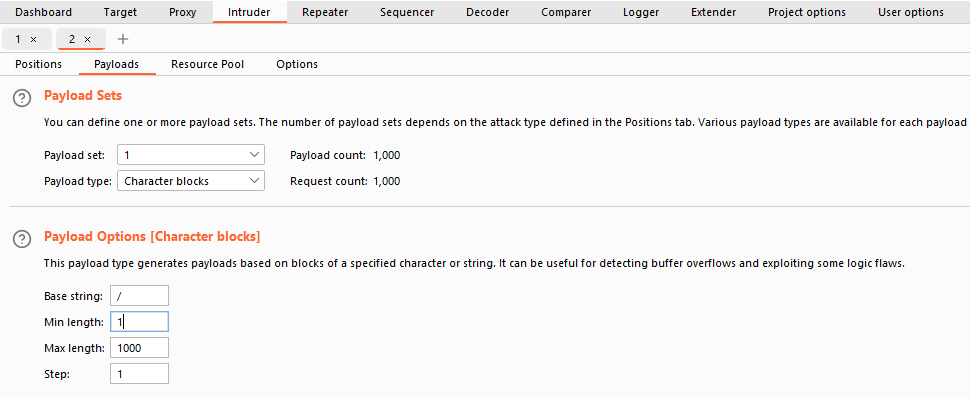 Dashboard Target Proxy Intruder Repeater Sequencer Decoder Comparer Logger Extender Project options User options
1 × 2 × +
Positions Payloads Resource Pool Options
? Payload Sets
You can define one or more payload sets. The number of payload sets depends on the attack type defined in the Positions tab. Various payload types are available for each payload
Payload set: 1 Payload count: 1,000
Payload type: Character blocks Request count: 1,000
? Payload Options [Character blocks]
This payload type generates payloads based on blocks of a specified character or string. It can be useful for detecting buffer overflows and exploiting some logic flaws.
Base string: /
Min length: 1
Max length: 1000
Step: 1